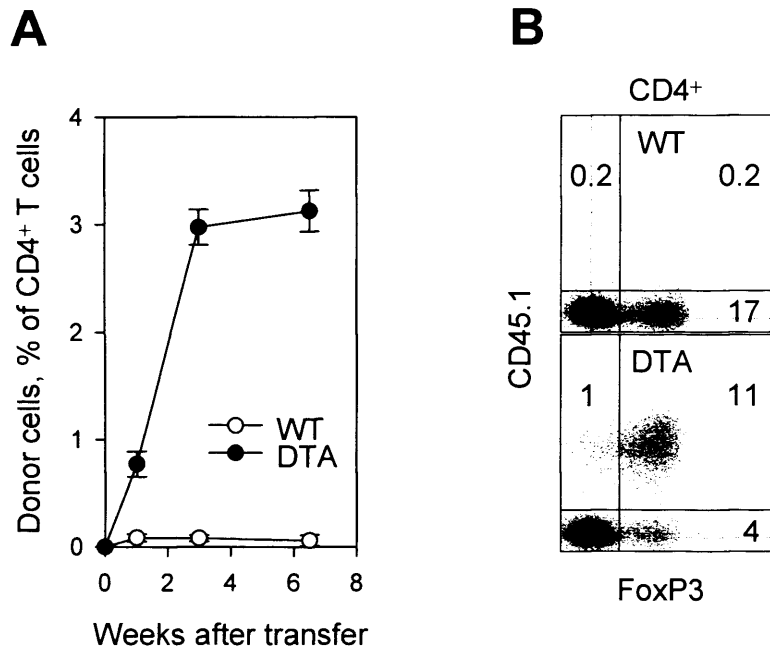 A
Donor cells, % of CD4⁺ T cells
4
3
2
1
0
WT
DTA
0 2 4 6 8
Weeks after transfer
B
CD4⁺
CD45.1
WT
0.2 0.2
17
DTA
1 11
4
FoxP3